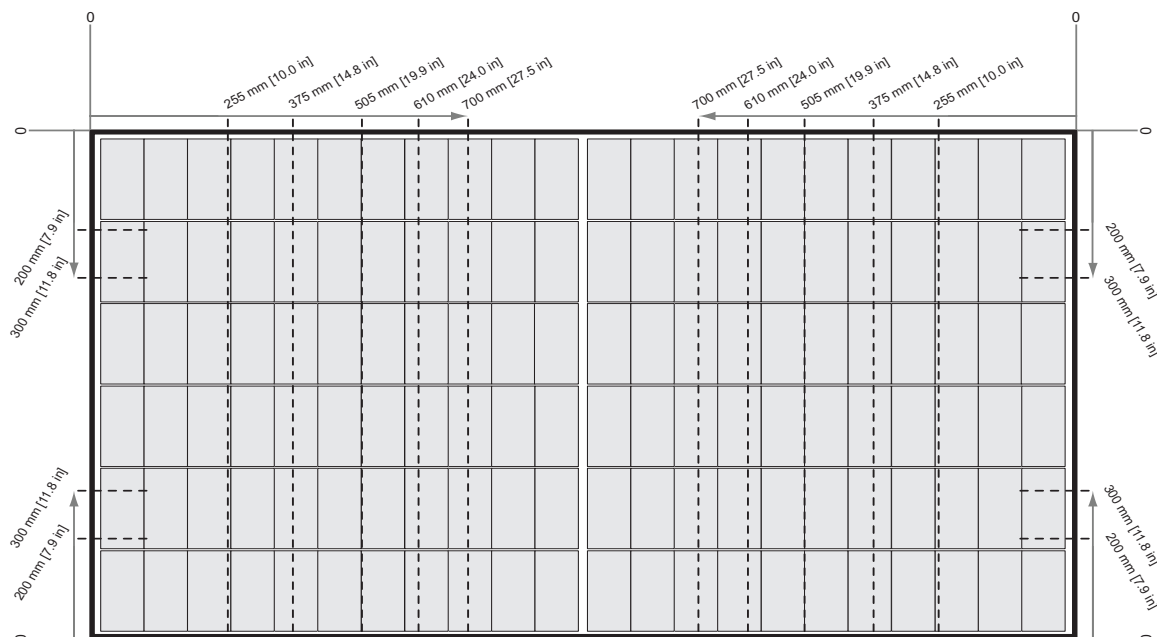 0
0
255 mm [10.0 in]
375 mm [14.8 in]
505 mm [19.9 in]
610 mm [24.0 in]
700 mm [27.5 in]
700 mm [27.5 in]
610 mm [24.0 in]
505 mm [19.9 in]
375 mm [14.8 in]
255 mm [10.0 in]
0
0
200 mm [7.9 in]
300 mm [11.8 in]
200 mm [7.9 in]
300 mm [11.8 in]
300 mm [11.8 in]
200 mm [7.9 in]
300 mm [11.8 in]
200 mm [7.9 in]
0
0